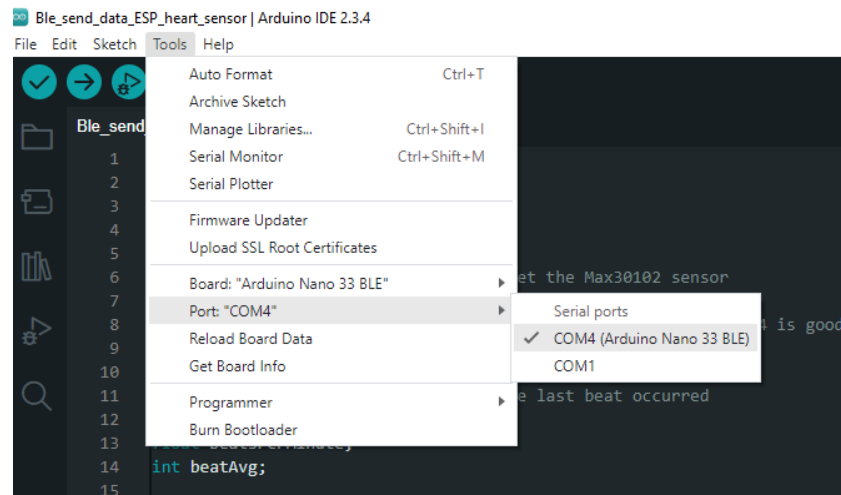 Ble_send_data_ESP_heart_sensor | Arduino IDE 2.3.4
File Edit Sketch Tools Help
Auto Format Ctrl+T
Archive Sketch
Manage Libraries... Ctrl+Shift+I
Serial Monitor Ctrl+Shift+M
Serial Plotter
Firmware Updater
Upload SSL Root Certificates
Board: "Arduino Nano 33 BLE"
Port: "COM4"
Reload Board Data
Get Board Info
Programmer
Burn Bootloader
Serial ports
COM4 (Arduino Nano 33 BLE)
COM1
Ble_send
1
2
3
4
5
6 et the Max30102 sensor
7
8 is good
9
10
11 e last beat occurred
12
13
14 int beatAvg;
15